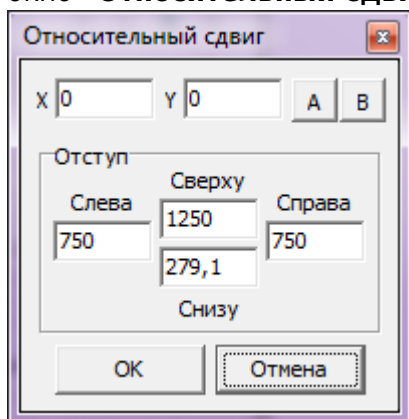 Относительный сдвиг
X 0 Y 0 A B
Отступ
Сверху
Слева 1250 Справа
750 279,1 750
Снизу
OK Отмена